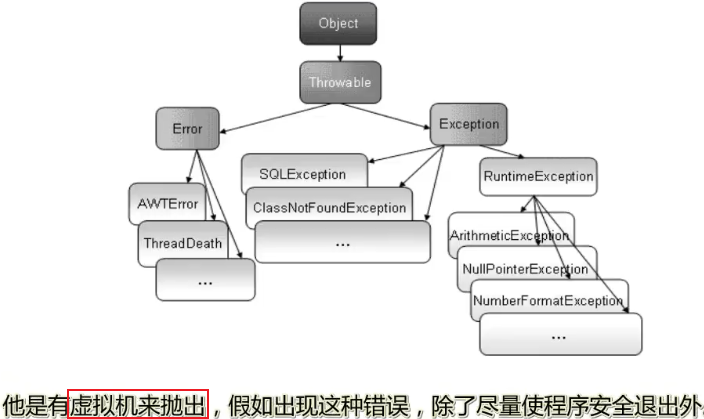 Object
Throwable
Error
Exception
SQLException
RuntimeException
AWTError
ClassNotFoundException
ArithmeticException
ThreadDeath
...
NullPointerException
...
NumberFormatException
...
他是有虚拟机来抛出，假如出现这种错误，除了尽量使程序安全退出外